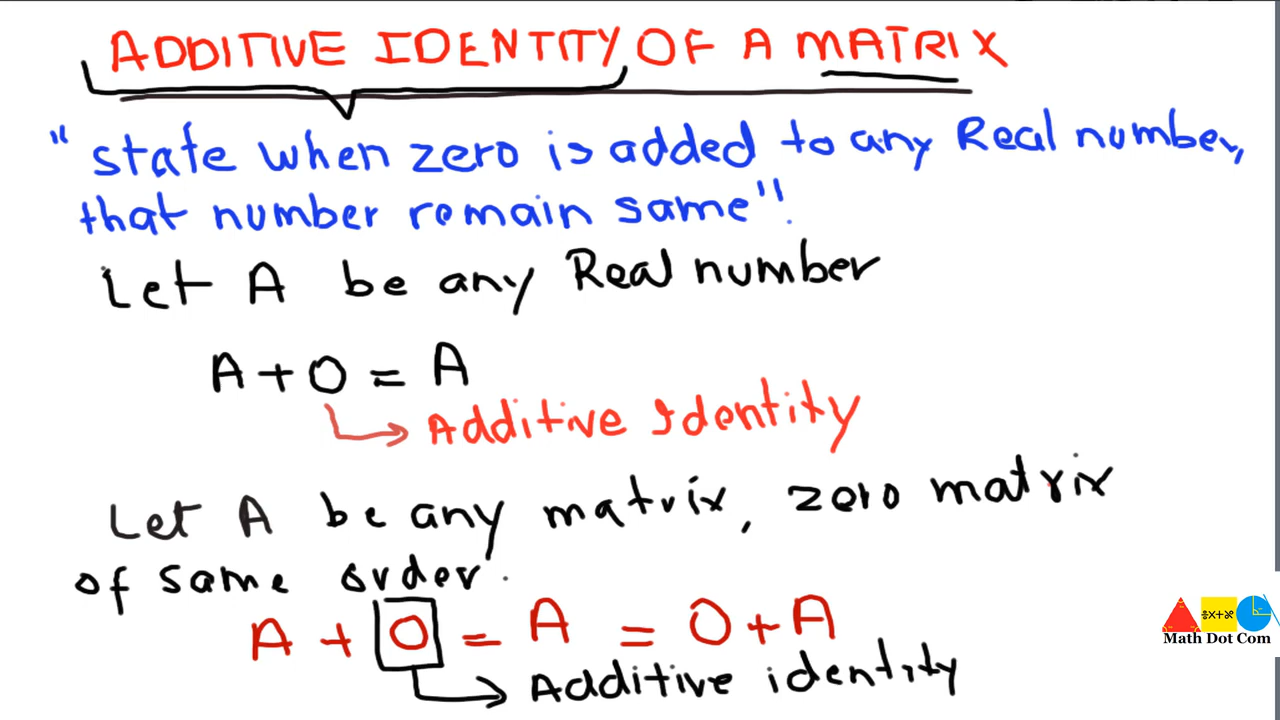 ADDITIVE IDENTITY OF A MATRIX
"state when zero is added to any Real number,
that number remain same".
Let A be any Real number
A + O = A
Additive Identity
Let A be any matrix, zero matrix
of same order.
A + O = A = O + A
Additive identity
Math Dot Com